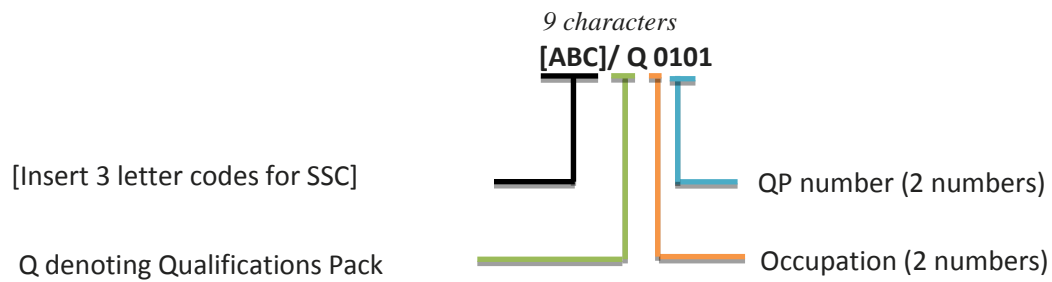 9 characters
[ABC]/ Q 0101
[Insert 3 letter codes for SSC]
QP number (2 numbers)
Q denoting Qualifications Pack
Occupation (2 numbers)